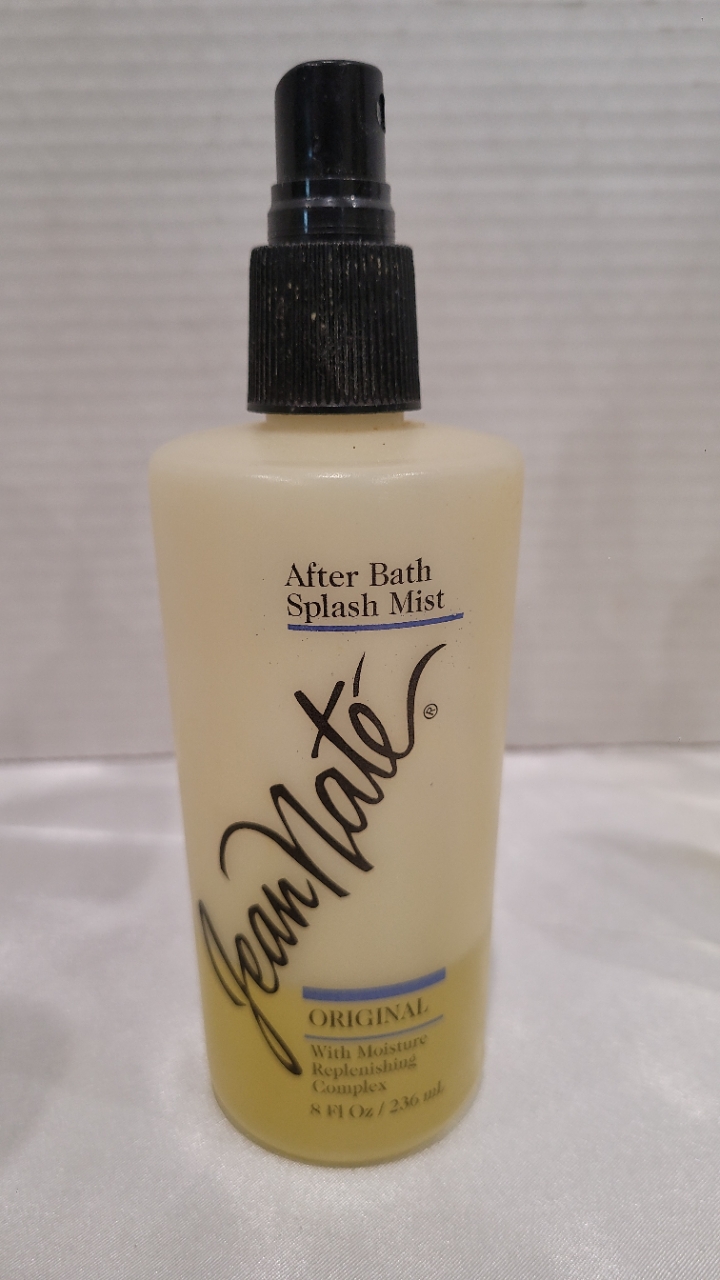 After Bath
Splash Mist
Jean Naté ®
ORIGINAL
With Moisture
Replenishing
Complex
8 Fl Oz / 236 mL